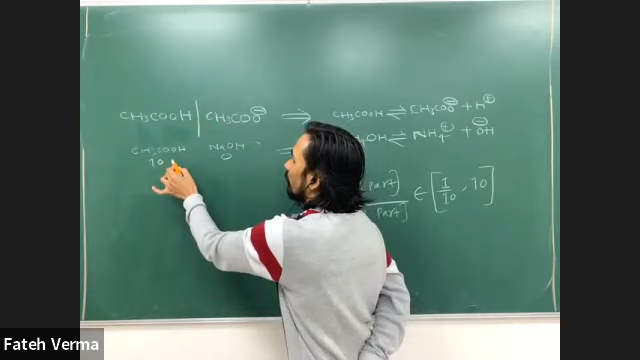 CH₃COOH | CH₃COO⊖ ⇒ CH₃COOH ⇌ CH₃COO⊖ + H⊕
OH ⇌ NH₄⊕ + ⊖OH
CH₃COOH NaOH
10 0
Part] / Part] ∈ [1/10, 10]
Fateh Verma